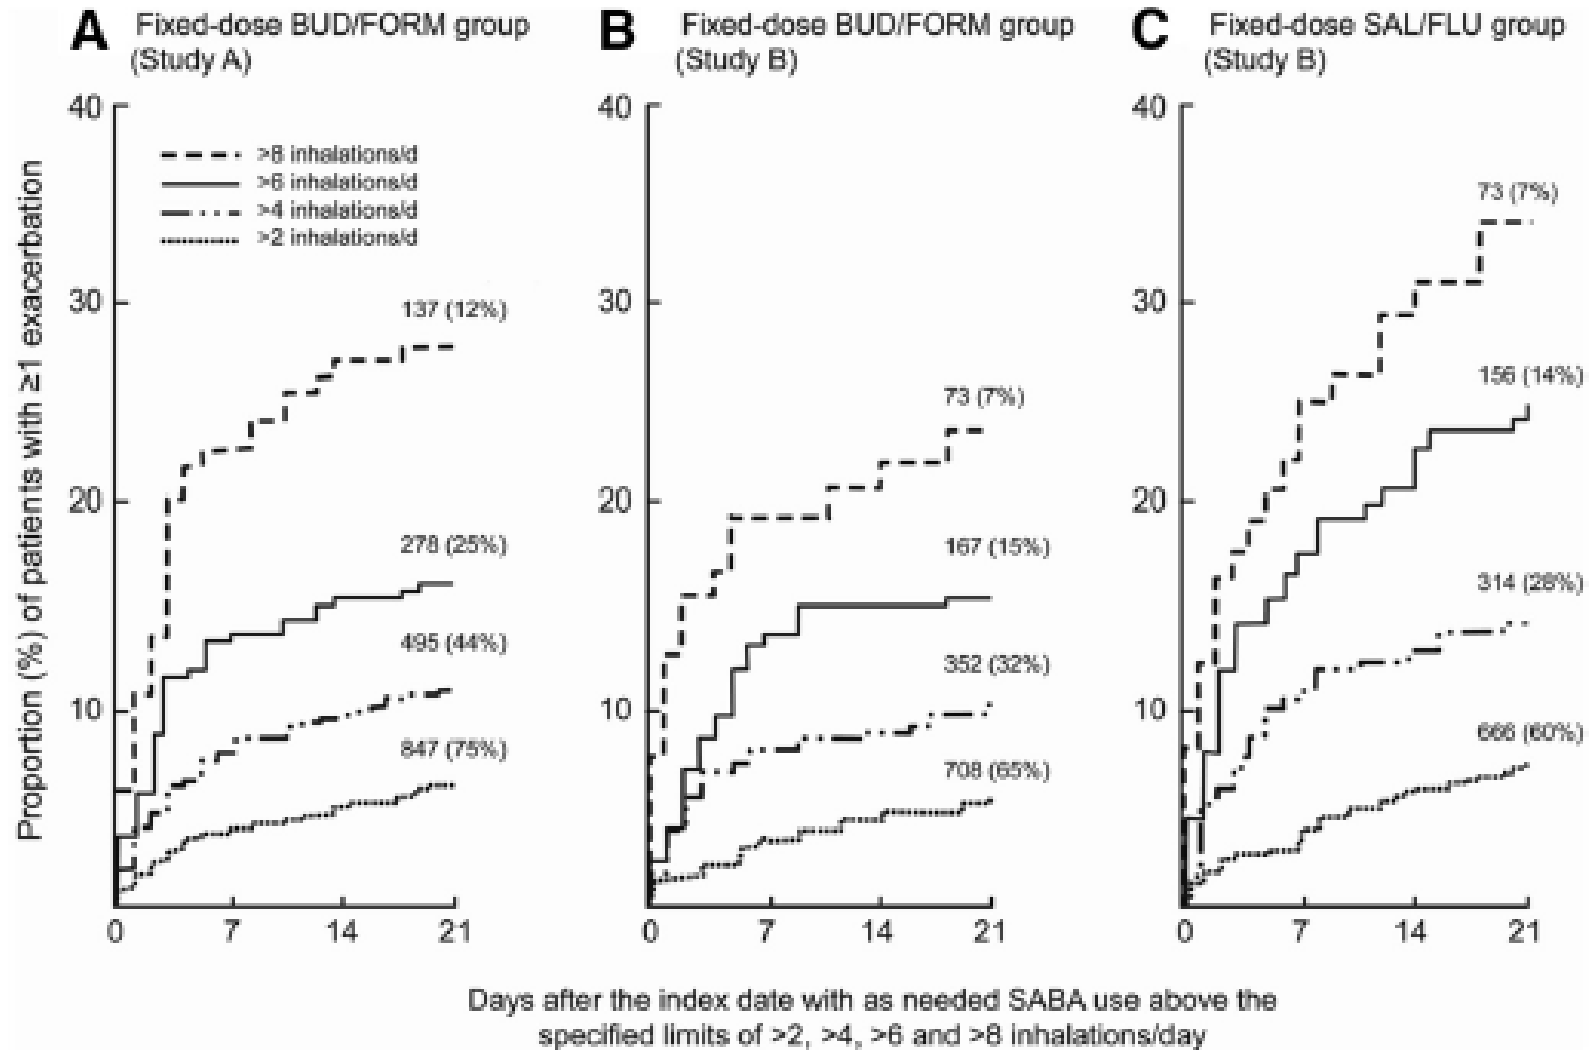 A Fixed-dose BUD/FORM group
(Study A)
B Fixed-dose BUD/FORM group
(Study B)
C Fixed-dose SAL/FLU group
(Study B)
Proportion (%) of patients with ≥1 exacerbation
40
30
20
10
>8 inhalations/d
>6 inhalations/d
>4 inhalations/d
>2 inhalations/d
137 (12%)
278 (25%)
495 (44%)
847 (75%)
0 7 14 21
40
30
20
10
73 (7%)
167 (15%)
352 (32%)
708 (65%)
0 7 14 21
40
30
20
10
73 (7%)
156 (14%)
314 (28%)
666 (60%)
0 7 14 21
Days after the index date with as needed SABA use above the
specified limits of >2, >4, >6 and >8 inhalations/day